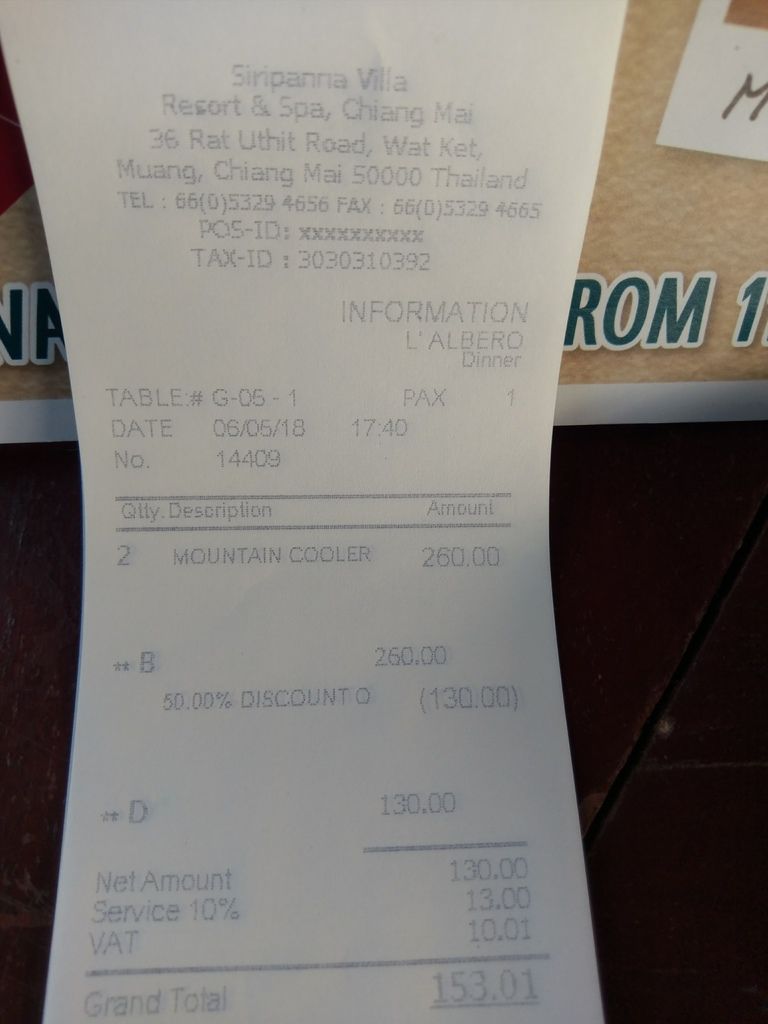 Siripanna Villa
Resort & Spa, Chiang Mai
36 Rat Uthit Road, Wat Ket,
Muang, Chiang Mai 50000 Thailand
TEL : 66(0)5329 4656 FAX : 66(0)5329 4665
POS-ID: xxxxxxxxxx
TAX-ID : 3030310392
INFORMATION
L' ALBERO
Dinner
TABLE:# G-05 - 1 PAX 1
DATE 06/05/18 17:40
No. 14409
Qtty. Description Amount
2 MOUNTAIN COOLER 260.00
** B 260.00
50.00% DISCOUNT O (130.00)
** D 130.00
Net Amount 130.00
Service 10% 13.00
VAT 10.01
Grand Total 153.01
M
NA
ROM 1